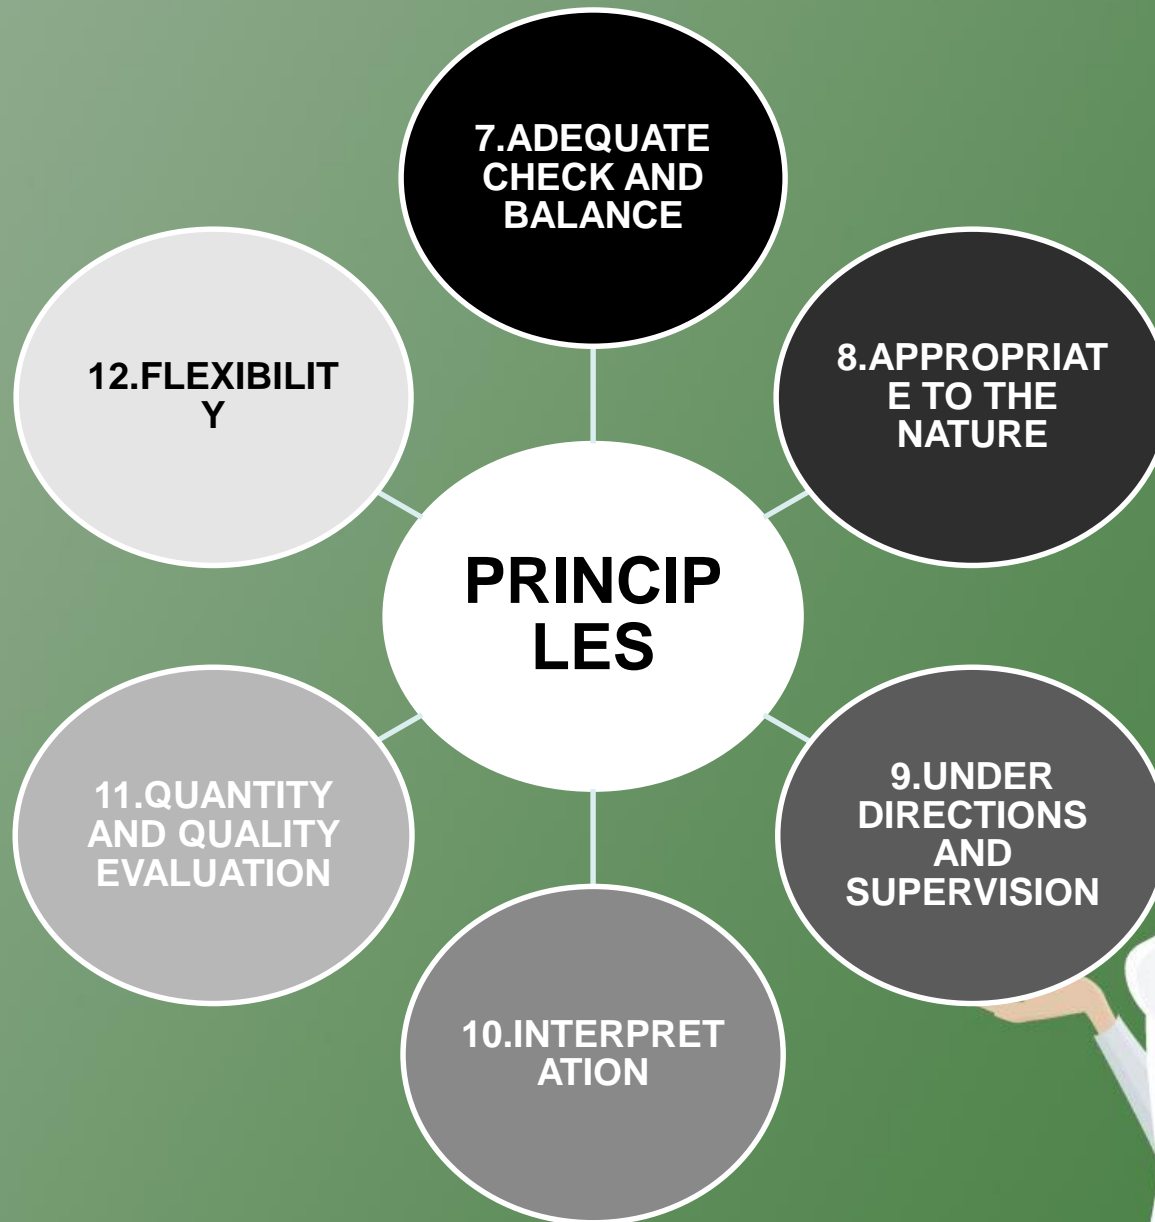 7.ADEQUATE
CHECK AND
BALANCE
8.APPROPRIAT
E TO THE
NATURE
12.FLEXIBILIT
Y
PRINCIP
LES
9.UNDER
DIRECTIONS
AND
SUPERVISION
11.QUANTITY
AND QUALITY
EVALUATION
10.INTERPRET
ATION